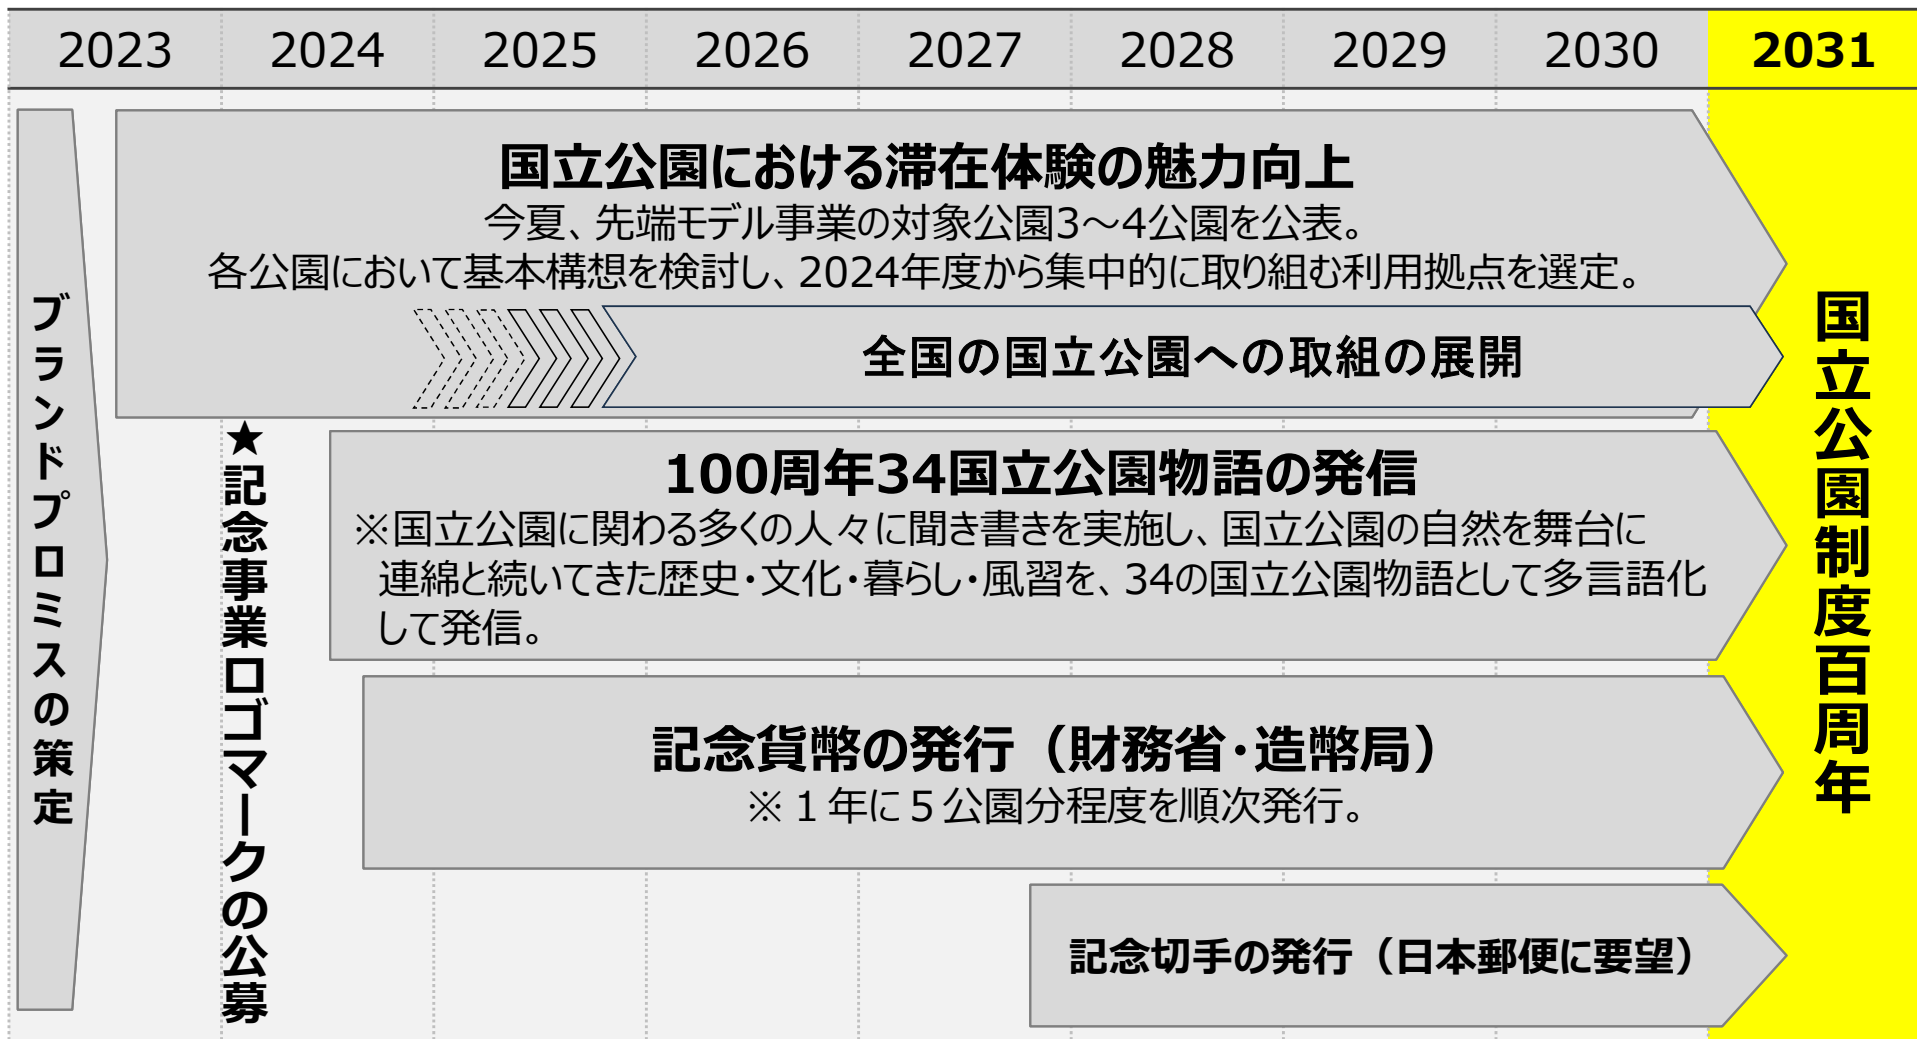 2023 2024 2025 2026 2027 2028 2029 2030 2031
ブランドプロミスの策定
国立公園における滞在体験の魅力向上
今夏、先端モデル事業の対象公園3～4公園を公表。
各公園において基本構想を検討し、2024年度から集中的に取り組む利用拠点を選定。
全国の国立公園への取組の展開
★記念事業ロゴマークの公募
100周年34国立公園物語の発信
※国立公園に関わる多くの人々に聞き書きを実施し、国立公園の自然を舞台に
連綿と続いてきた歴史・文化・暮らし・風習を、34の国立公園物語として多言語化
して発信。
記念貨幣の発行（財務省・造幣局）
※１年に５公園分程度を順次発行。
記念切手の発行（日本郵便に要望）
国立公園制度百周年